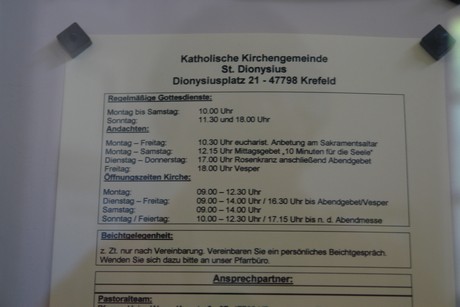 Katholische Kirchengemeinde
St. Dionysius
Dionysiusplatz 21 - 47798 Krefeld
Regelmäßige Gottesdienste:
Montag bis Samstag: 10.00 Uhr
Sonntag: 11.30 und 18.00 Uhr
Andachten:
Montag – Freitag: 10.30 Uhr eucharist. Anbetung am Sakramentsaltar
Montag – Samstag: 12.15 Uhr Mittagsgebet „10 Minuten für die Seele“
Dienstag – Donnerstag: 17.00 Uhr Rosenkranz anschließend Abendgebet
Freitag: 18.00 Uhr Vesper
Öffnungszeiten Kirche:
Montag: 09.00 – 12.30 Uhr
Dienstag – Freitag: 09.00 – 14.00 Uhr / 16.30 bis Abendgebet/Vesper
Samstag: 09.00 – 14.00 Uhr
Sonntag / Feiertag: 10.00 – 12.30 Uhr / 17.15 Uhr bis n. d. Abendmesse
Beichtgelegenheit:
z. Zt. nur nach Vereinbarung. Vereinbaren Sie ein persönliches Beichtgespräch.
Wenden Sie sich dazu bitte an unser Pfarrbüro.
Ansprechpartner:
Pastoralteam: